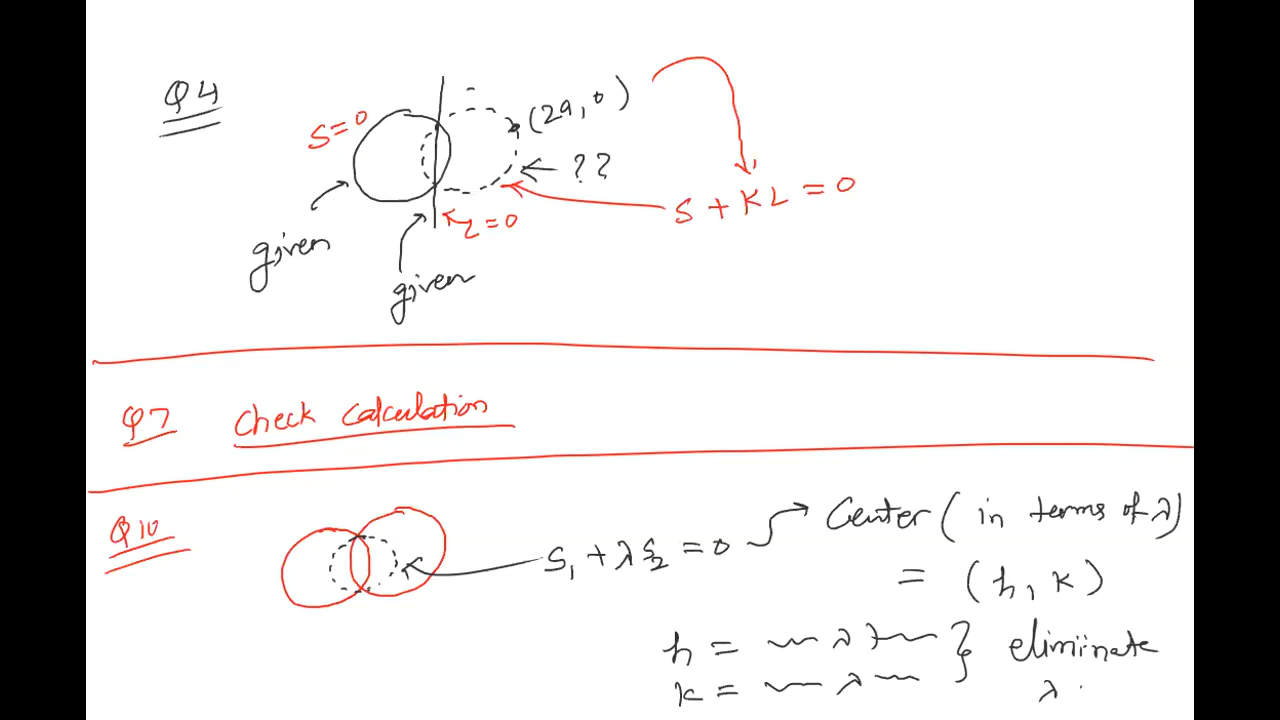 Q4
S=0
(2a, 0)
??
S + KL = 0
L=0
given
given
Q7 Check Calculation
Q10
S₁ + λS₂ = 0
Center (in terms of λ)
= (h, k)
h = λ + } eliminate
k = λ λ.